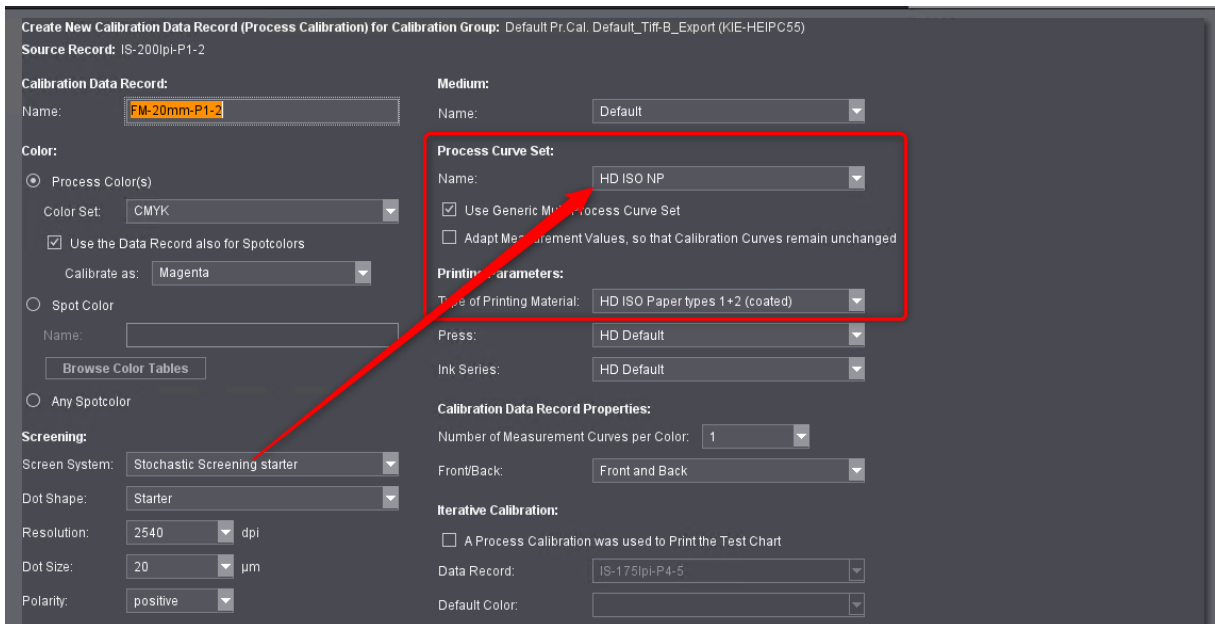 Create New Calibration Data Record (Process Calibration) for Calibration Group: Default Pr.Cal. Default_Tiff-B_Export (KIE-HEIPC55)
Source Record: IS-200lpi-P1-2
Calibration Data Record:
Name: FM-20mm-P1-2
Color:
Process Color(s)
Color Set: CMYK
Use the Data Record also for Spotcolors
Calibrate as: Magenta
Spot Color
Name:
Browse Color Tables
Any Spotcolor
Screening:
Screen System: Stochastic Screening starter
Dot Shape: Starter
Resolution: 2540 dpi
Dot Size: 20 µm
Polarity: positive
Medium:
Name: Default
Process Curve Set:
Name: HD ISO NP
Use Generic Process Curve Set
Adapt Measurement Values, so that Calibration Curves remain unchanged
Printing Parameters:
Type of Printing Material: HD ISO Paper types 1+2 (coated)
Press: HD Default
Ink Series: HD Default
Calibration Data Record Properties:
Number of Measurement Curves per Color: 1
Front/Back: Front and Back
Iterative Calibration:
A Process Calibration was used to Print the Test Chart
Data Record: IS-175lpi-P4-5
Default Color: